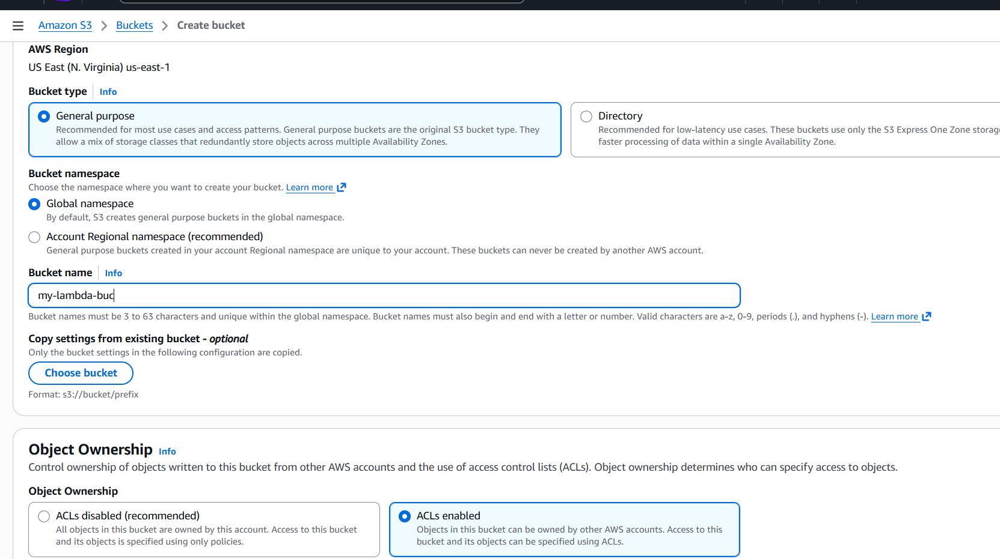 Amazon S3 > Buckets > Create bucket
AWS Region
US East (N. Virginia) us-east-1
Bucket type Info
General purpose
Recommended for most use cases and access patterns. General purpose buckets are the original S3 bucket type. They
allow a mix of storage classes that redundantly store objects across multiple Availability Zones.
Directory
Recommended for low-latency use cases. These buckets use only the S3 Express One Zone storag
faster processing of data within a single Availability Zone.
Bucket namespace
Choose the namespace where you want to create your bucket. Learn more
Global namespace
By default, S3 creates general purpose buckets in the global namespace.
Account Regional namespace (recommended)
General purpose buckets created in your account Regional namespace are unique to your account. These buckets can never be created by another AWS account.
Bucket name Info
my-lambda-buc
Bucket names must be 3 to 63 characters and unique within the global namespace. Bucket names must also begin and end with a letter or number. Valid characters are a-z, 0-9, periods (.), and hyphens (-). Learn more
Copy settings from existing bucket - optional
Only the bucket settings in the following configuration are copied.
Choose bucket
Format: s3://bucket/prefix
Object Ownership Info
Control ownership of objects written to this bucket from other AWS accounts and the use of access control lists (ACLs). Object ownership determines who can specify access to objects.
Object Ownership
ACLs disabled (recommended)
All objects in this bucket are owned by this account. Access to this bucket
and its objects is specified using only policies.
ACLs enabled
Objects in this bucket can be owned by other AWS accounts. Access to this
bucket and its objects can be specified using ACLs.